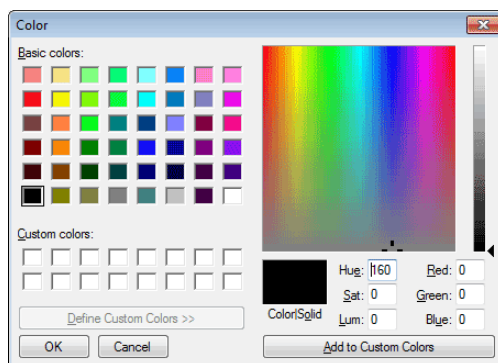 Color
Basic colors:
Custom colors:
Define Custom Colors >>
OK Cancel
Color|Solid
Hue: 160 Red: 0
Sat: 0 Green: 0
Lum: 0 Blue: 0
Add to Custom Colors